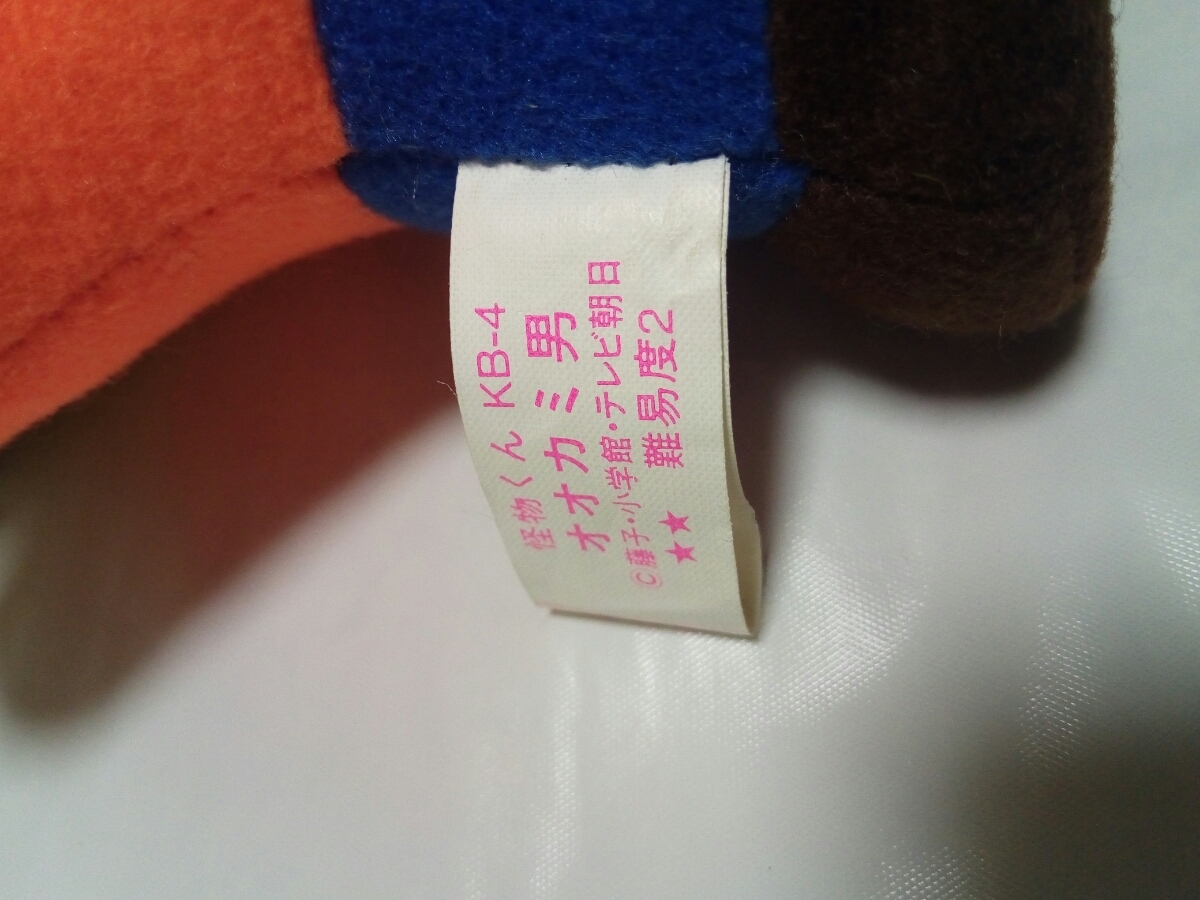 怪物くん KB-4
オオカミ男
©藤子・小学館・テレビ朝日
★★ 難易度2